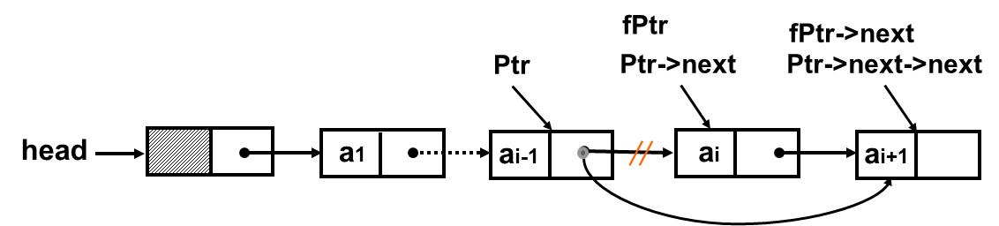 fPtr
fPtr->next
Ptr
Ptr->next
Ptr->next->next
head
a1
ai-1
ai
ai+1